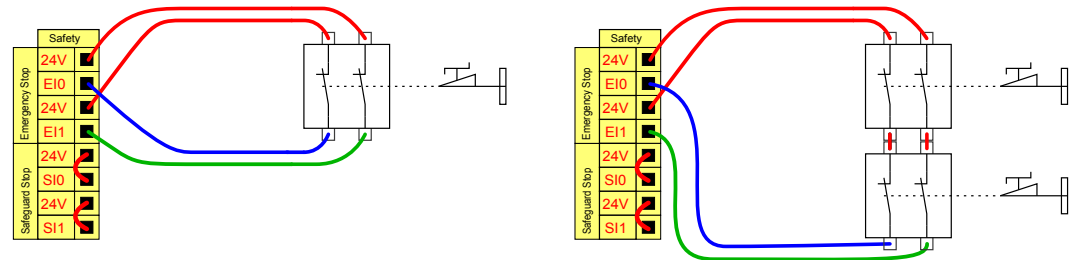 Safety
Emergency Stop
24V
EI0
24V
EI1
Safeguard Stop
24V
SI0
24V
SI1
Safety
Emergency Stop
24V
EI0
24V
EI1
Safeguard Stop
24V
SI0
24V
SI1